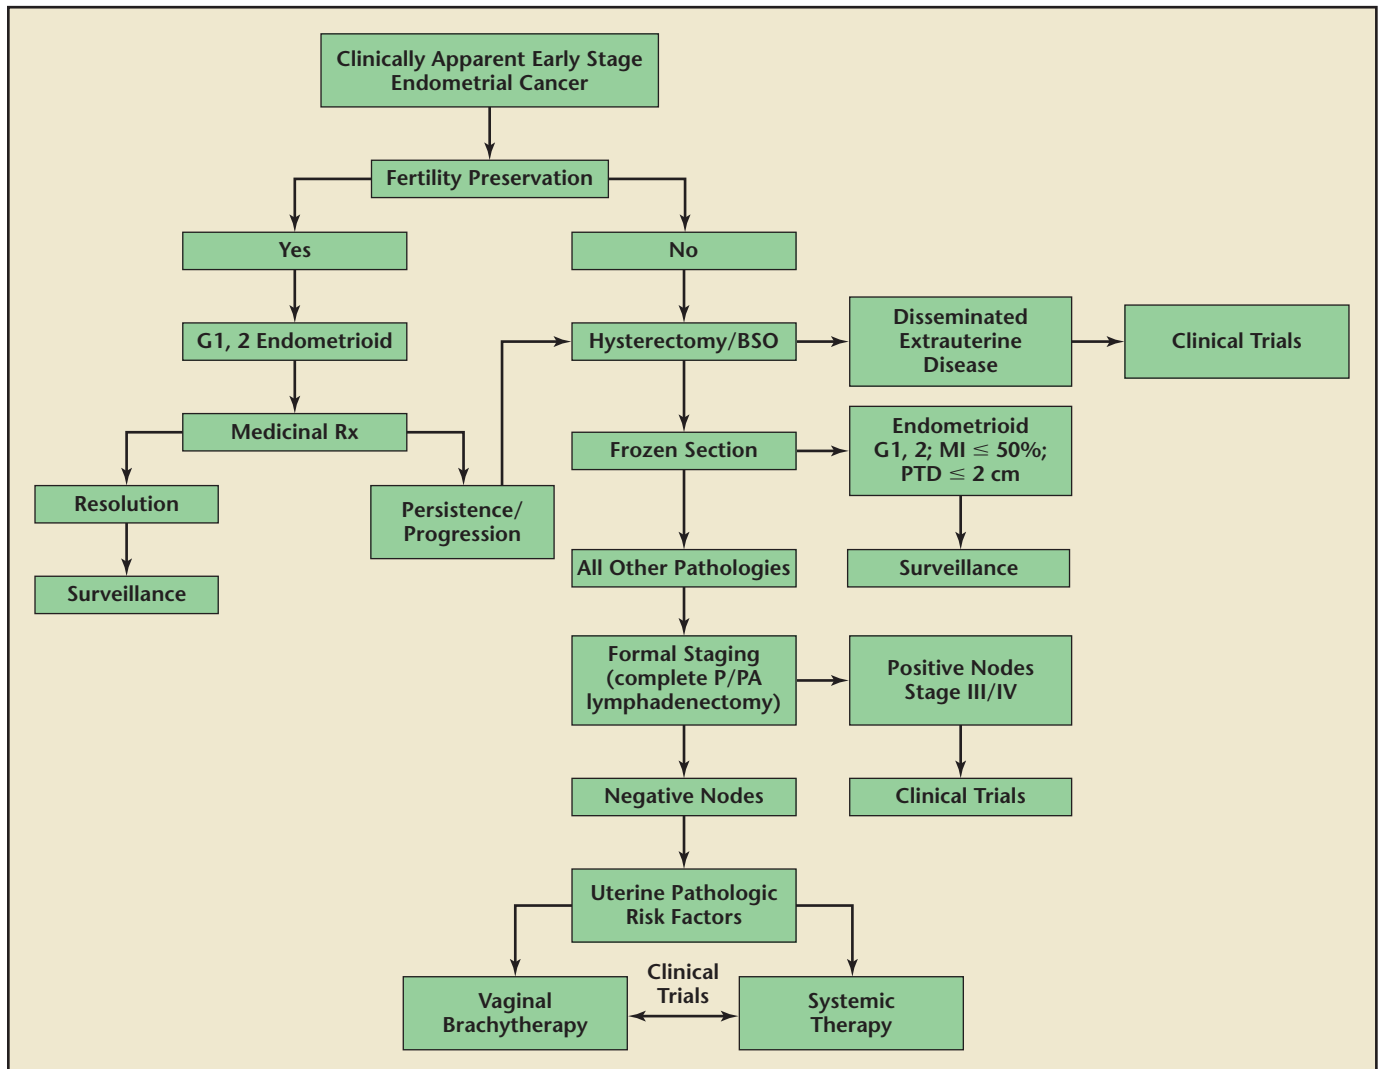 Clinically Apparent Early Stage
Endometrial Cancer
Fertility Preservation
Yes
No
G1, 2 Endometrioid
Hysterectomy/BSO
Disseminated
Extrauterine
Disease
Clinical Trials
Medicinal Rx
Frozen Section
Endometrioid
G1, 2; MI ≤ 50%;
PTD ≤ 2 cm
Resolution
Persistence/
Progression
Surveillance
All Other Pathologies
Surveillance
Formal Staging
(complete P/PA
lymphadenectomy)
Positive Nodes
Stage III/IV
Negative Nodes
Clinical Trials
Uterine Pathologic
Risk Factors
Vaginal
Brachytherapy
Clinical
Trials
Systemic
Therapy